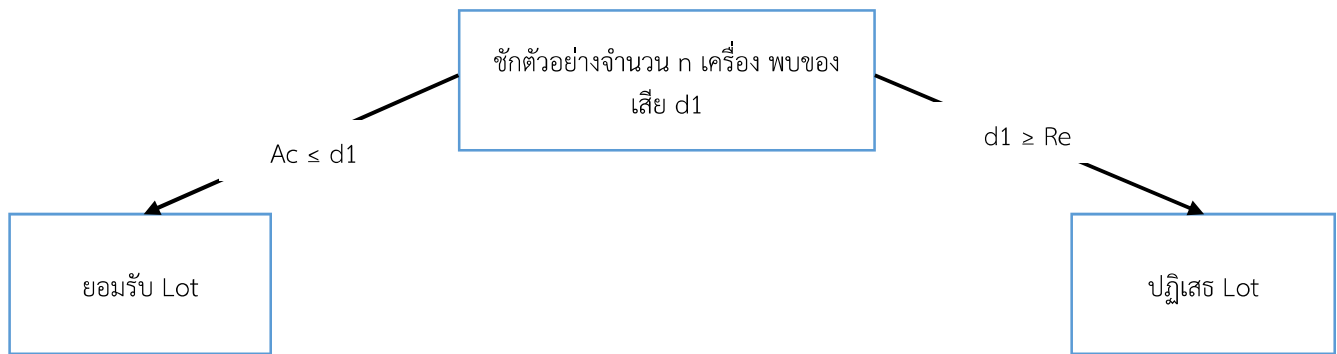 ชักตัวอย่างจำนวน n เครื่อง พบของ
เสีย d1
Ac ≤ d1
d1 ≥ Re
ยอมรับ Lot
ปฏิเสธ Lot